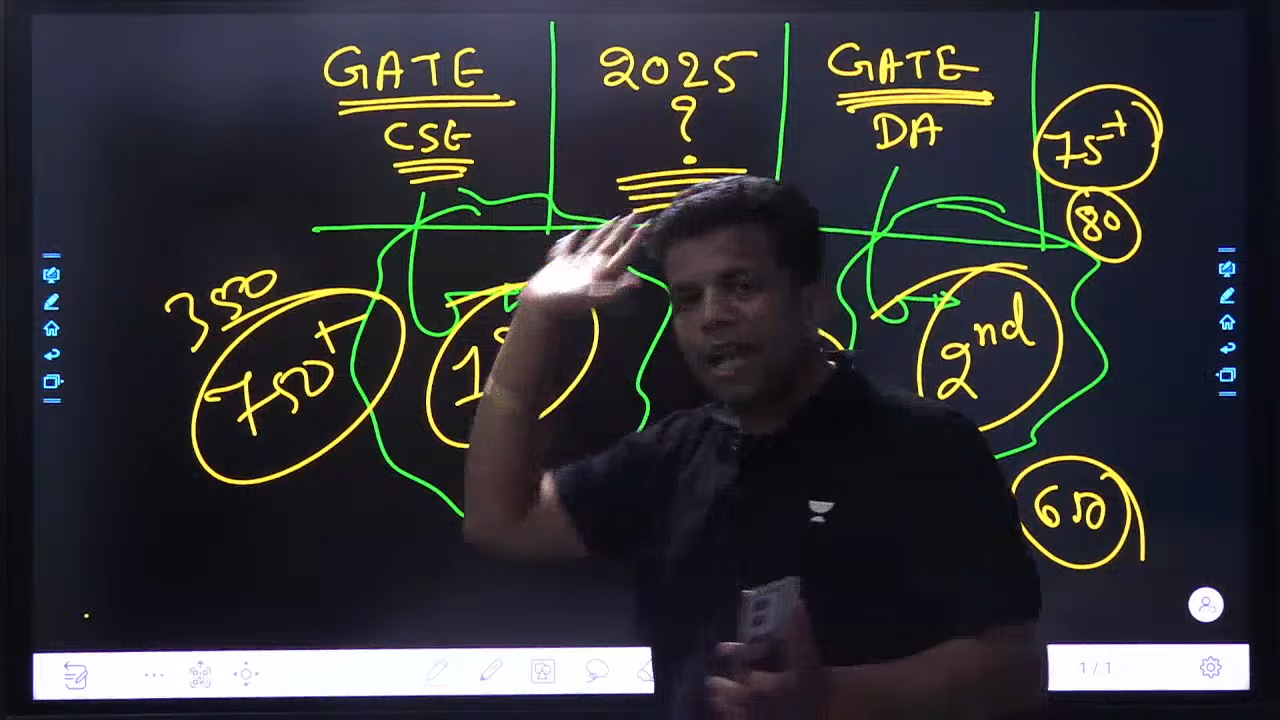 GATE 2025 GATE
CSE ? DA
75+
80
350
750+
2nd
650
1 / 1